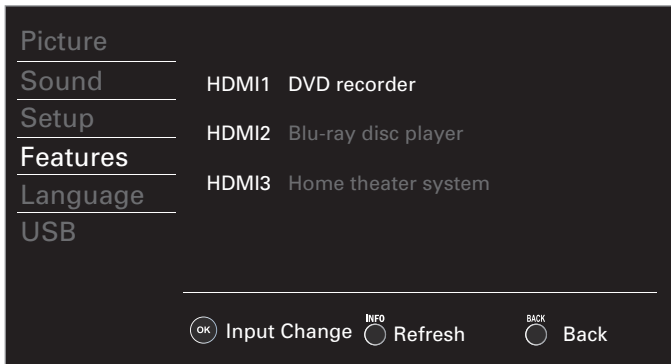 Picture
Sound
Setup
Features
Language
USB
HDMI1 DVD recorder
HDMI2 Blu-ray disc player
HDMI3 Home theater system
OK Input Change INFO Refresh BACK Back